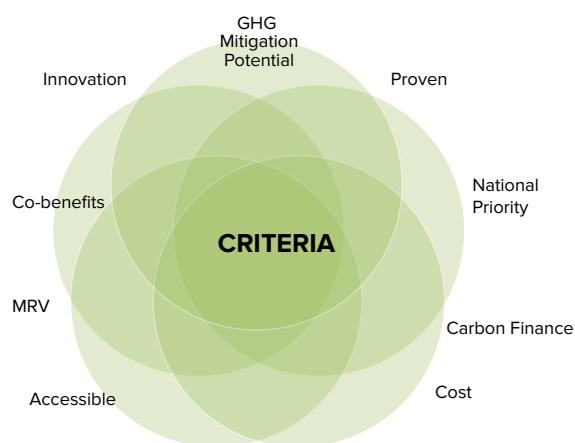 GHG
Mitigation
Potential
Innovation
Proven
Co-benefits
National
Priority
CRITERIA
MRV
Carbon Finance
Accessible
Cost